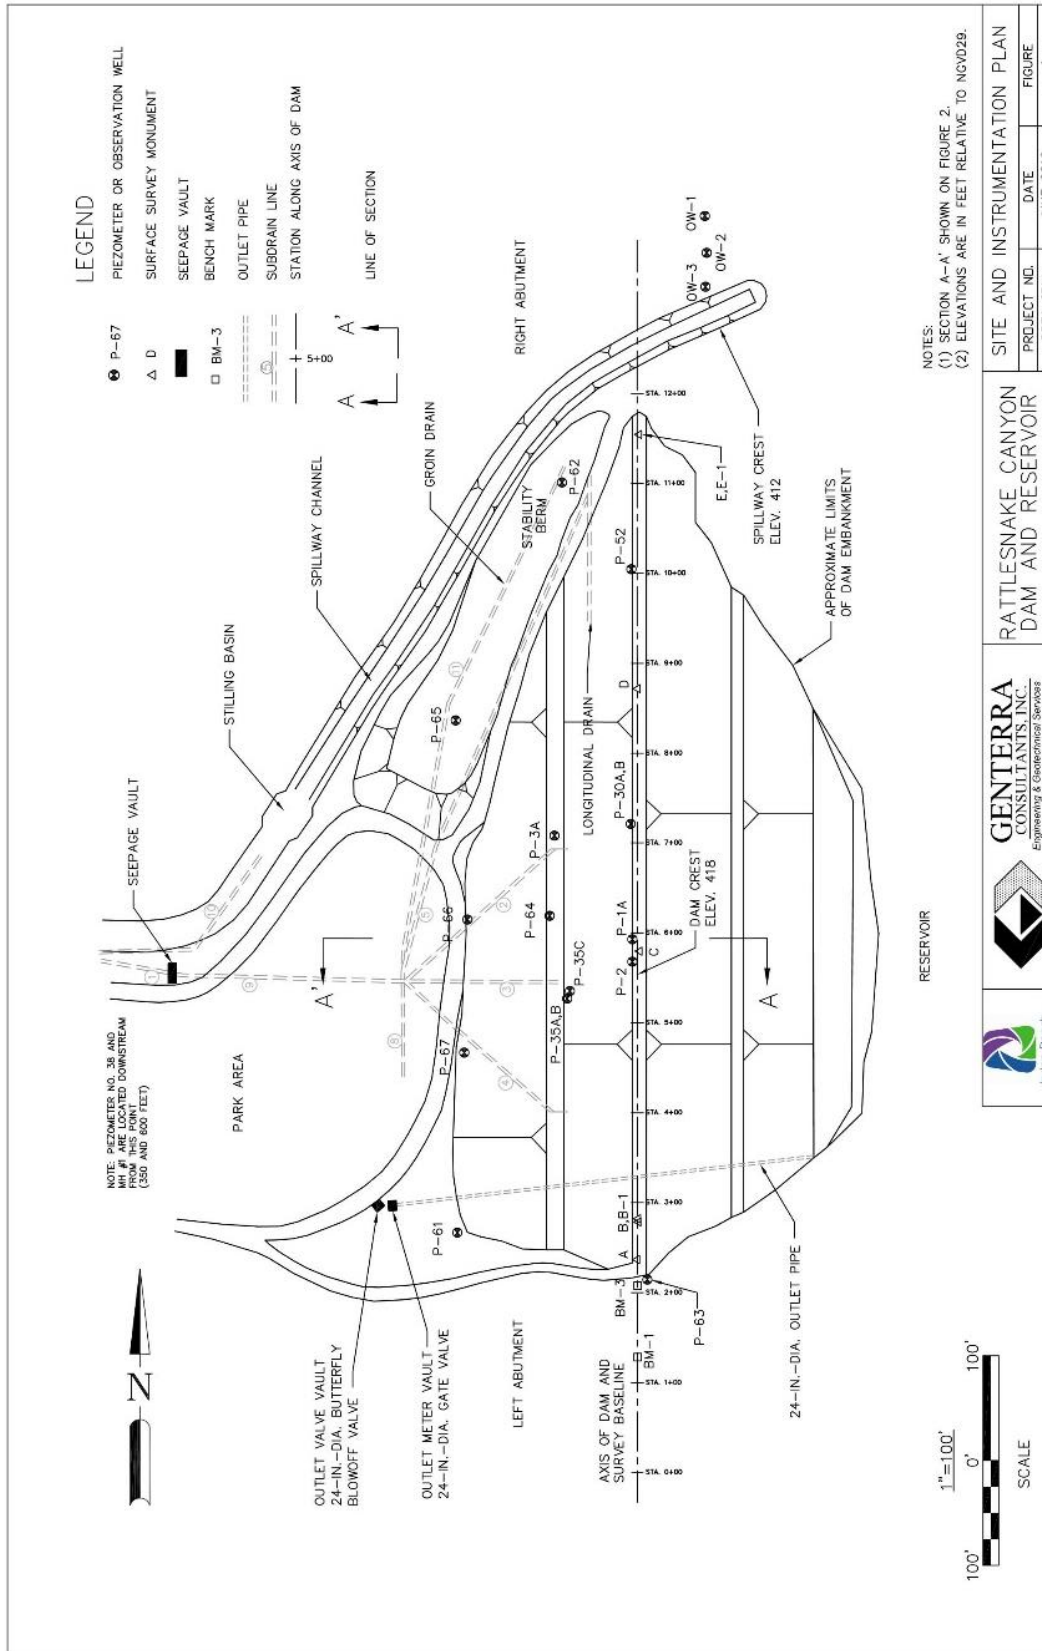 LEGEND
P-67
PIEZOMETER OR OBSERVATION WELL
D
SURFACE SURVEY MONUMENT
SEEPAGE VAULT
BM-3
BENCH MARK
OUTLET PIPE
5
SUBDRAIN LINE
5+00
STATION ALONG AXIS OF DAM
A
A'
LINE OF SECTION
NOTE: PIEZOMETER NO. 38 AND
MH #1 ARE LOCATED DOWNSTREAM
FROM THIS POINT
(350 AND 600 FEET)
N
PARK AREA
SEEPAGE VAULT
STILLING BASIN
SPILLWAY CHANNEL
GROIN DRAIN
STABILITY
BERM
RIGHT ABUTMENT
1
10
9
8
5
11
2
3
4
A'
OUTLET VALVE VAULT
24-IN.-DIA. BUTTERFLY
BLOWOFF VALVE
OUTLET METER VAULT
24-IN.-DIA. GATE VALVE
LEFT ABUTMENT
P-61
P-67
P-66
P-65
P-62
P-35A,B
P-35C
P-64
P-3A
LONGITUDINAL DRAIN
AXIS OF DAM AND
SURVEY BASELINE
BM-1
BM-3
P-63
A
B,B-1
P-2
C
P-1A
P-30A,B
D
P-52
E,E-1
OW-3
OW-2
OW-1
STA. 0+00
STA. 1+00
STA. 2+00
STA. 3+00
STA. 4+00
STA. 5+00
STA. 6+00
STA. 7+00
STA. 8+00
STA. 9+00
STA. 10+00
STA. 11+00
STA. 12+00
DAM CREST
ELEV. 418
SPILLWAY CREST
ELEV. 412
A
24-IN.-DIA. OUTLET PIPE
APPROXIMATE LIMITS
OF DAM EMBANKMENT
RESERVOIR
NOTES:
(1) SECTION A-A' SHOWN ON FIGURE 2.
(2) ELEVATIONS ARE IN FEET RELATIVE TO NGVD29.
1"=100'
100'
0'
100'
SCALE
GENTERRA
CONSULTANTS, INC.
Engineering & Geotechnical Services
RATTLESNAKE CANYON
DAM AND RESERVOIR
SITE AND INSTRUMENTATION PLAN
PROJECT NO.
DATE
FIGURE